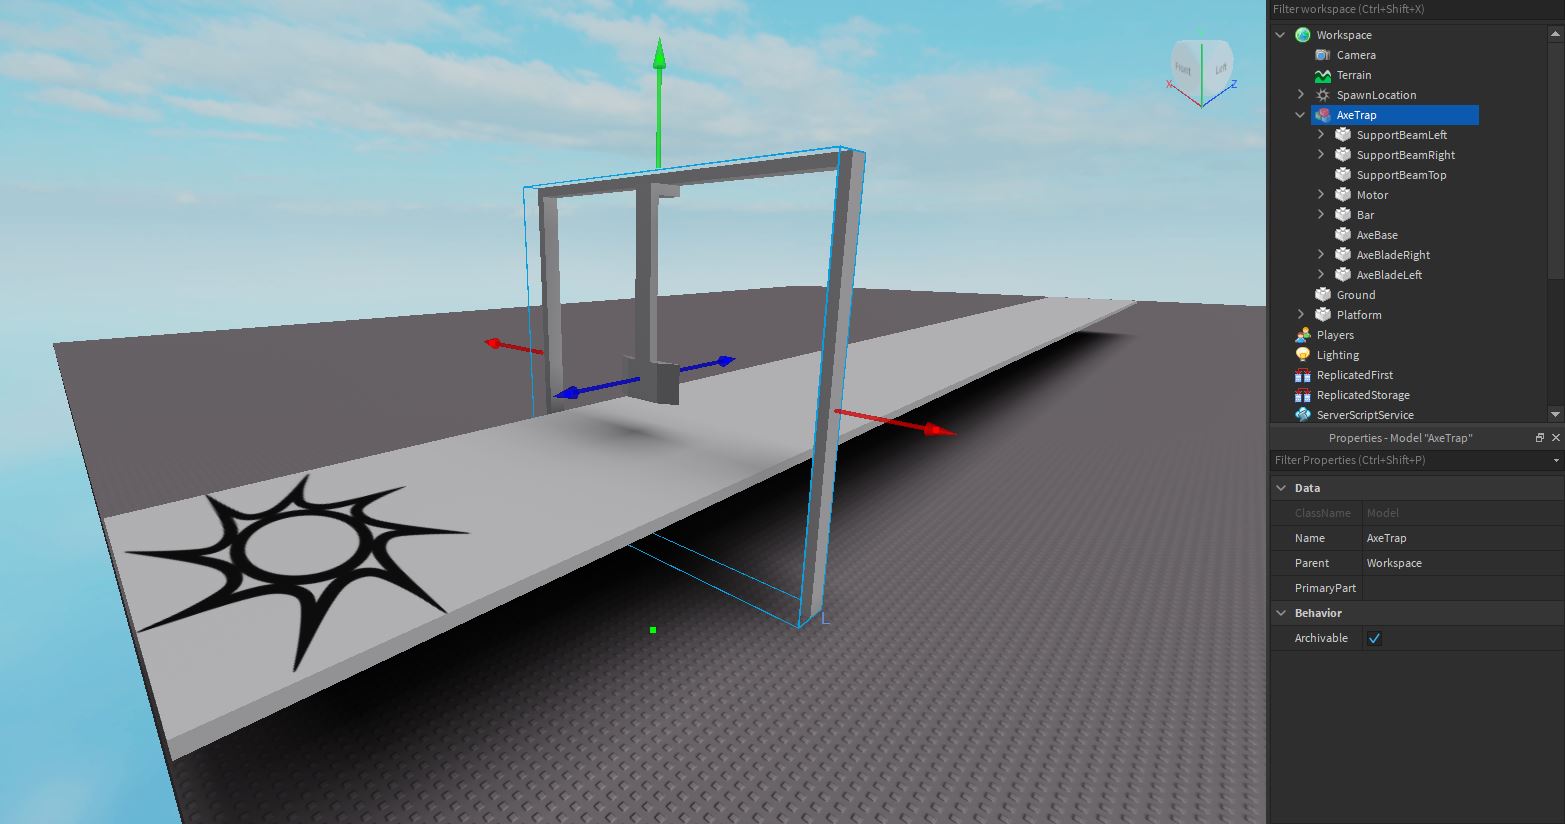 Filter workspace (Ctrl+Shift+X)
Workspace
Camera
Terrain
SpawnLocation
AxeTrap
SupportBeamLeft
SupportBeamRight
SupportBeamTop
Motor
Bar
AxeBase
AxeBladeRight
AxeBladeLeft
Ground
Platform
Players
Lighting
ReplicatedFirst
ReplicatedStorage
ServerScriptService
Properties - Model "AxeTrap"
Filter Properties (Ctrl+Shift+P)
Data
ClassName Model
Name AxeTrap
Parent Workspace
PrimaryPart
Behavior
Archivable
Front Left
X Z
L